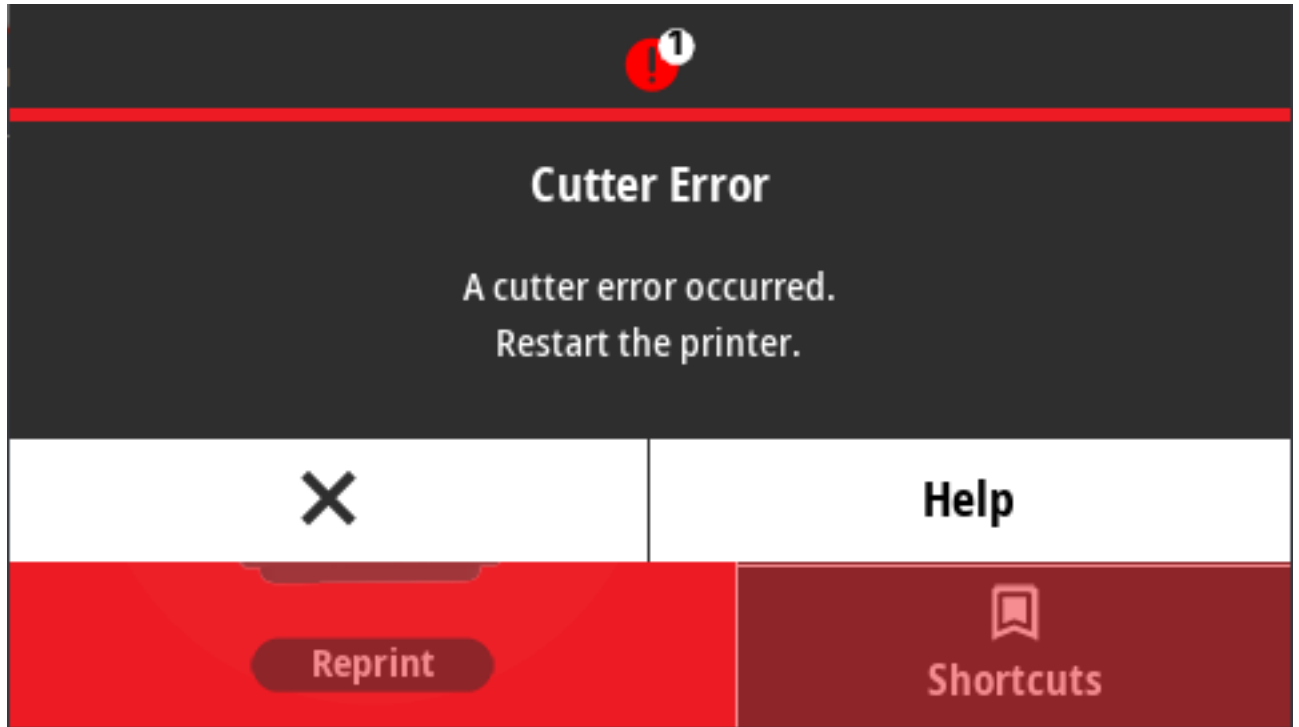 1
Cutter Error
A cutter error occurred.
Restart the printer.
Help
Reprint
Shortcuts